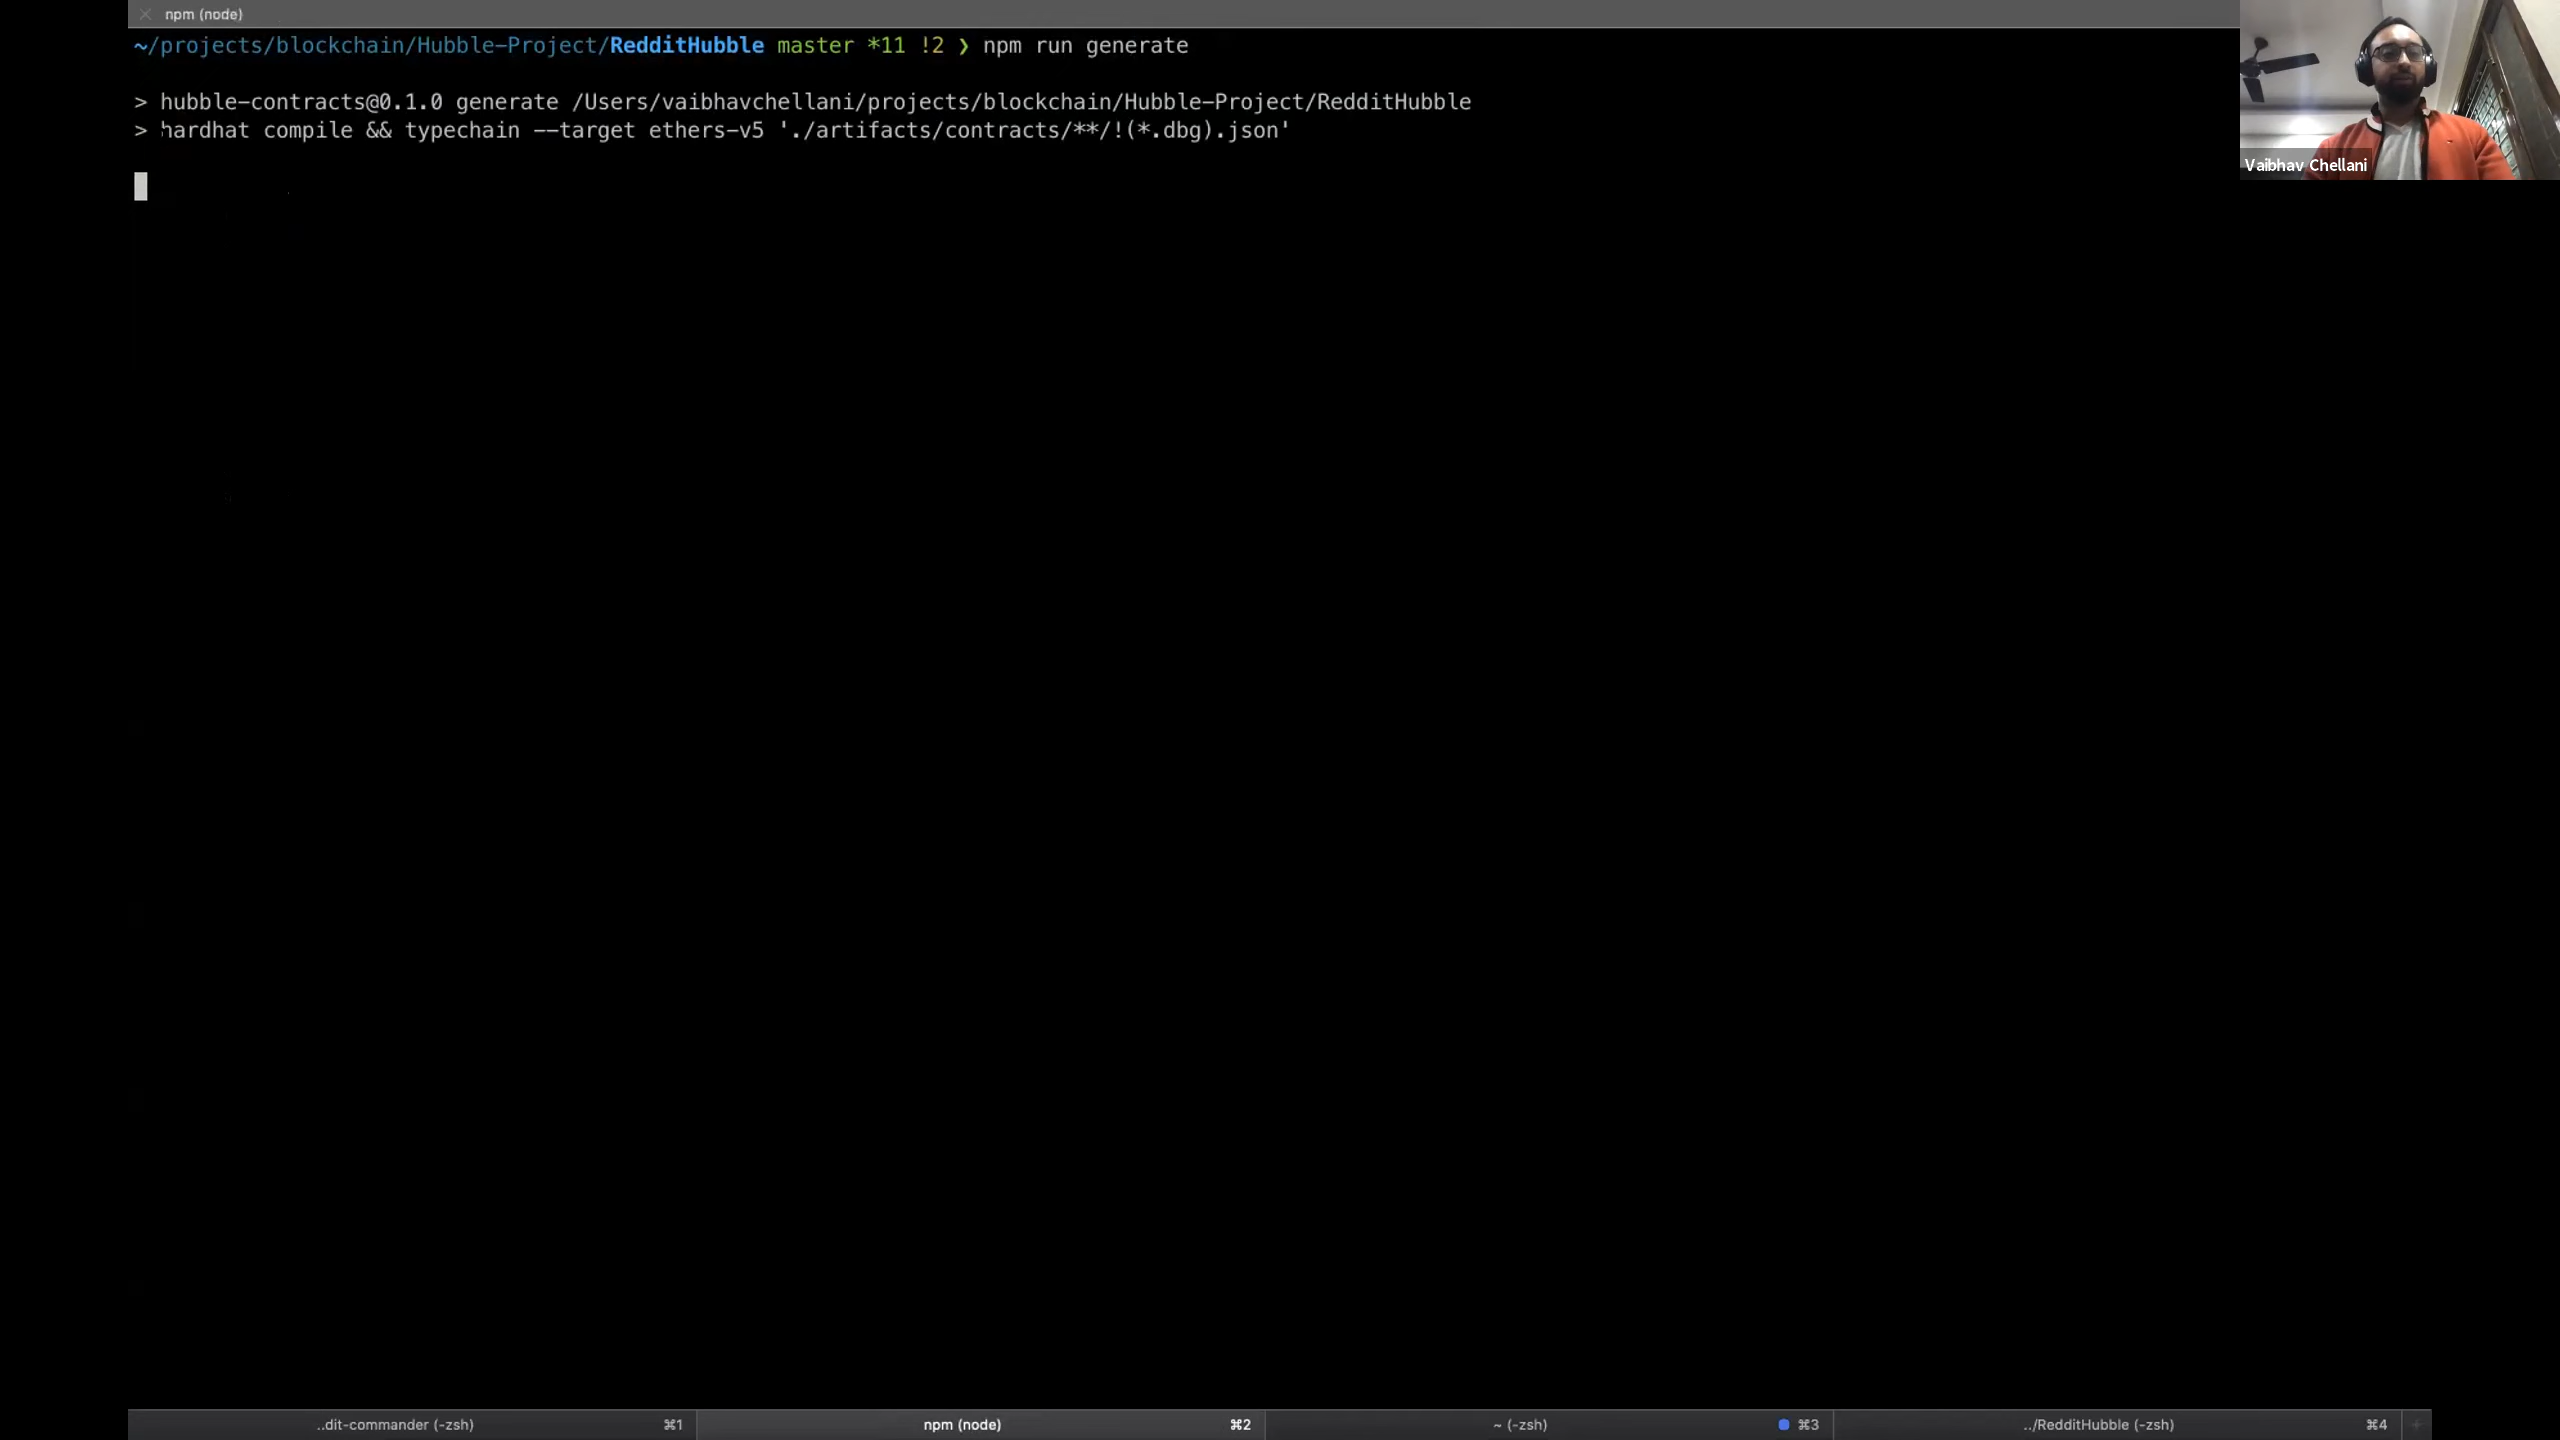 npm (node)
~/projects/blockchain/Hubble-Project/RedditHubble master *11 !2 ❯ npm run generate
> hubble-contracts@0.1.0 generate /Users/vaibhavchellani/projects/blockchain/Hubble-Project/RedditHubble
> hardhat compile && typechain --target ethers-v5 './artifacts/contracts/**/!(*.dbg).json'
Vaibhav Chellani
..dit-commander (-zsh) ⌘1 npm (node) ⌘2 ~ (-zsh) ⌘3 ../RedditHubble (-zsh) ⌘4